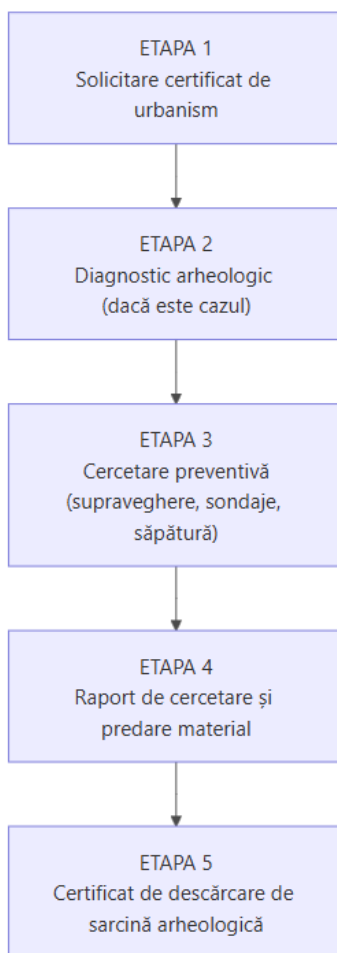 ETAPA 1
Solicitare certificat de
urbanism
ETAPA 2
Diagnostic arheologic
(dacă este cazul)
ETAPA 3
Cercetare preventivă
(supraveghere, sondaje,
săpătură)
ETAPA 4
Raport de cercetare și
predare material
ETAPA 5
Certificat de descărcare de
sarcină arheologică